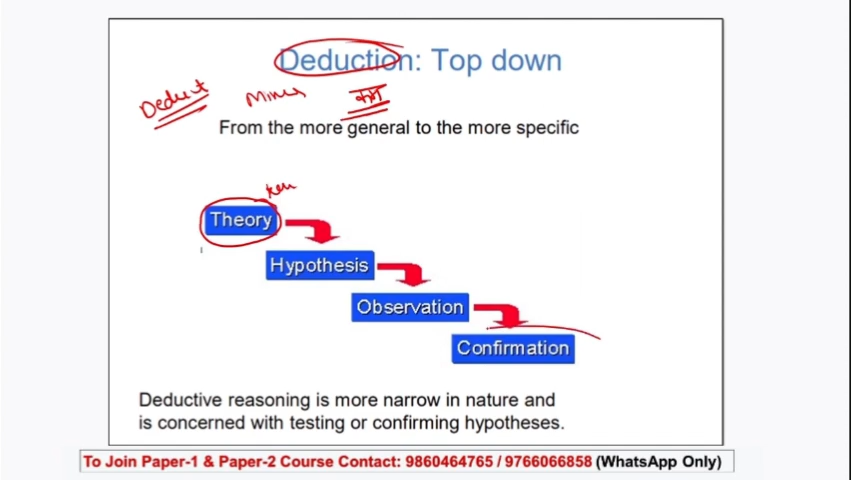 Deduction: Top down
Deduct Minus कम
From the more general to the more specific
Theory
Hypothesis
Observation
Confirmation
Deductive reasoning is more narrow in nature and
is concerned with testing or confirming hypotheses.
To Join Paper-1 & Paper-2 Course Contact: 9860464765 / 9766066858 (WhatsApp Only)